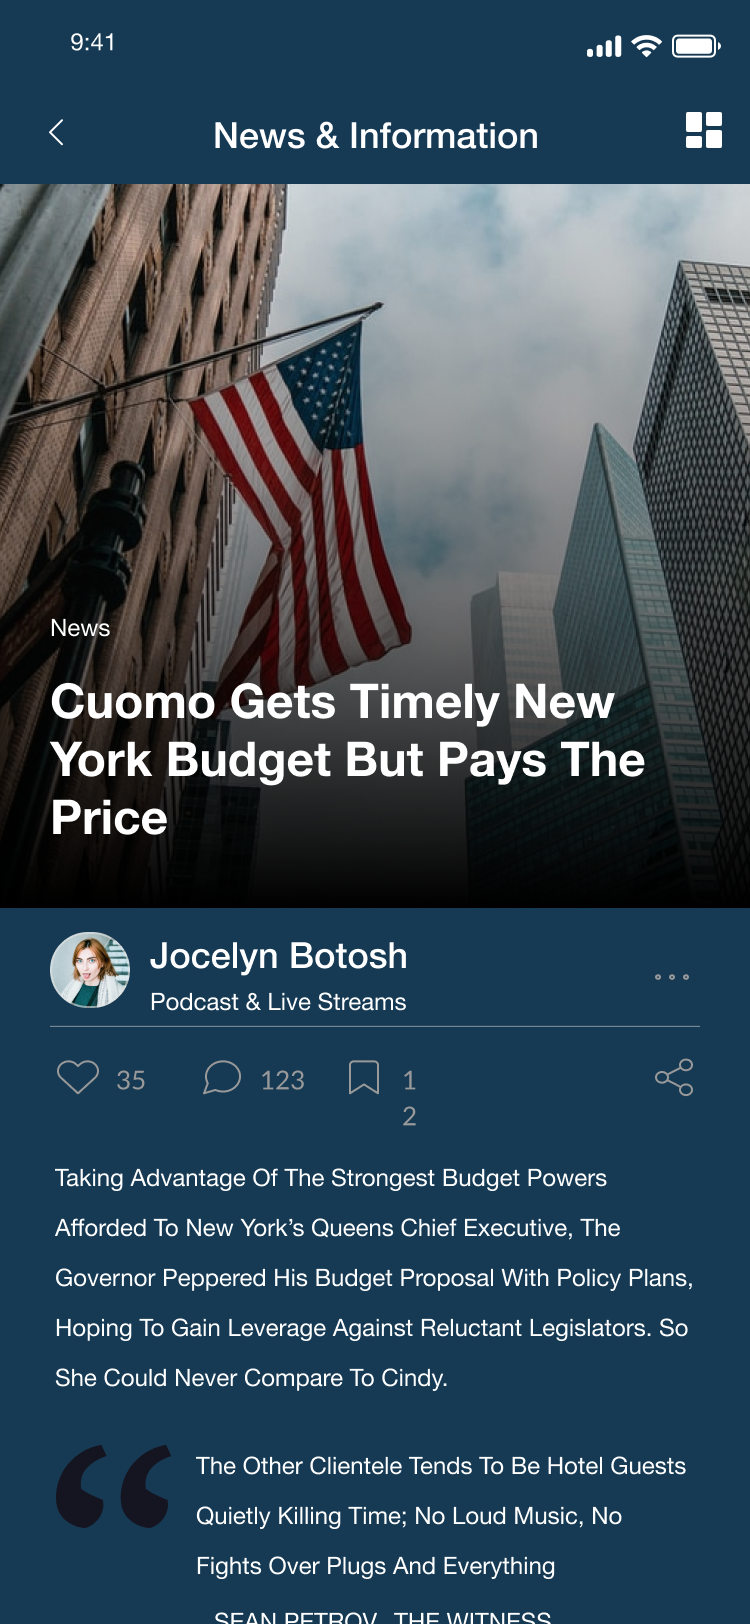 9:41
News & Information
News
Cuomo Gets Timely New
York Budget But Pays The
Price
Jocelyn Botosh
Podcast & Live Streams
35
123
1
2
Taking Advantage Of The Strongest Budget Powers
Afforded To New York’s Queens Chief Executive, The
Governor Peppered His Budget Proposal With Policy Plans,
Hoping To Gain Leverage Against Reluctant Legislators. So
She Could Never Compare To Cindy.
“
The Other Clientele Tends To Be Hotel Guests
Quietly Killing Time; No Loud Music, No
Fights Over Plugs And Everything
SEAN PETROV, THE WITNESS